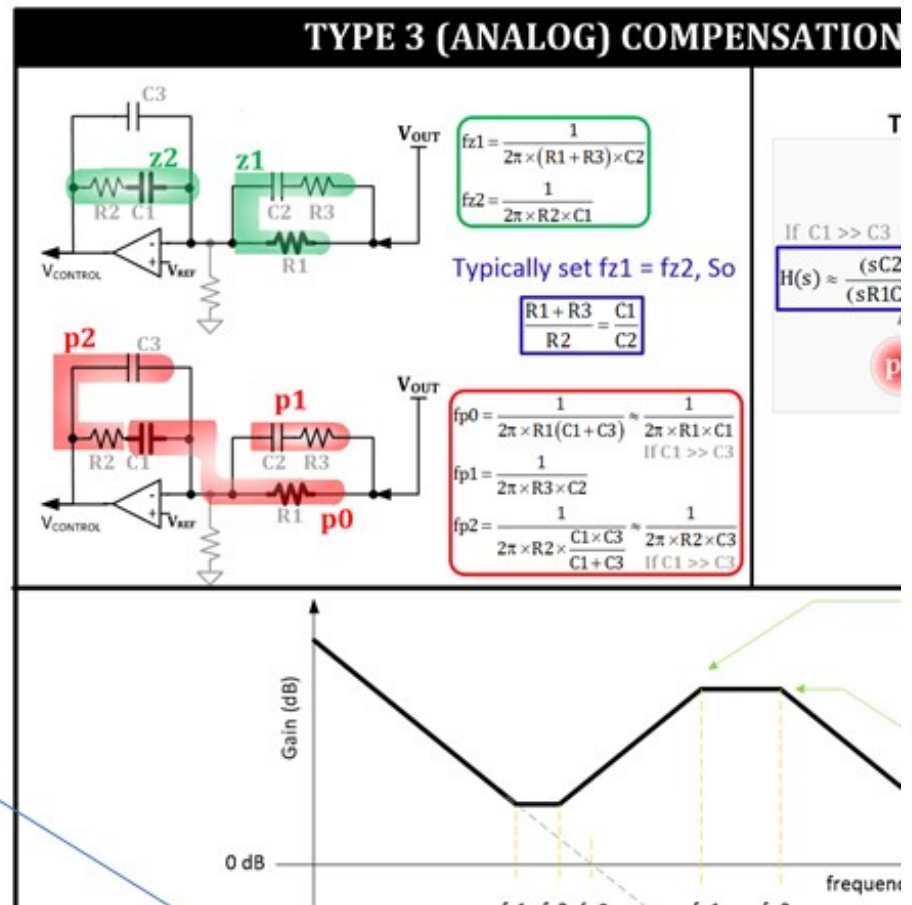 TYPE 3 (ANALOG) COMPENSATION
C3
z2
z1
VOUT
R2 C1
C2 R3
R1
VCONTROL
VREF
-
+
fz1 = 1 / 2π×(R1+R3)×C2
fz2 = 1 / 2π×R2×C1
Typically set fz1 = fz2, So
R1+R3 / R2 = C1 / C2
If C1 >> C3
H(s) ≈ (sC2 / (sR1C
p2
C3
p1
VOUT
R2 C1
C2 R3
R1
p0
VCONTROL
VREF
-
+
fp0 = 1 / 2π×R1(C1+C3) ≈ 1 / 2π×R1×C1
If C1 >> C3
fp1 = 1 / 2π×R3×C2
fp2 = 1 / 2π×R2×C1×C3 / C1+C3 ≈ 1 / 2π×R2×C3
If C1 >> C3
Gain (dB)
0 dB
frequenc